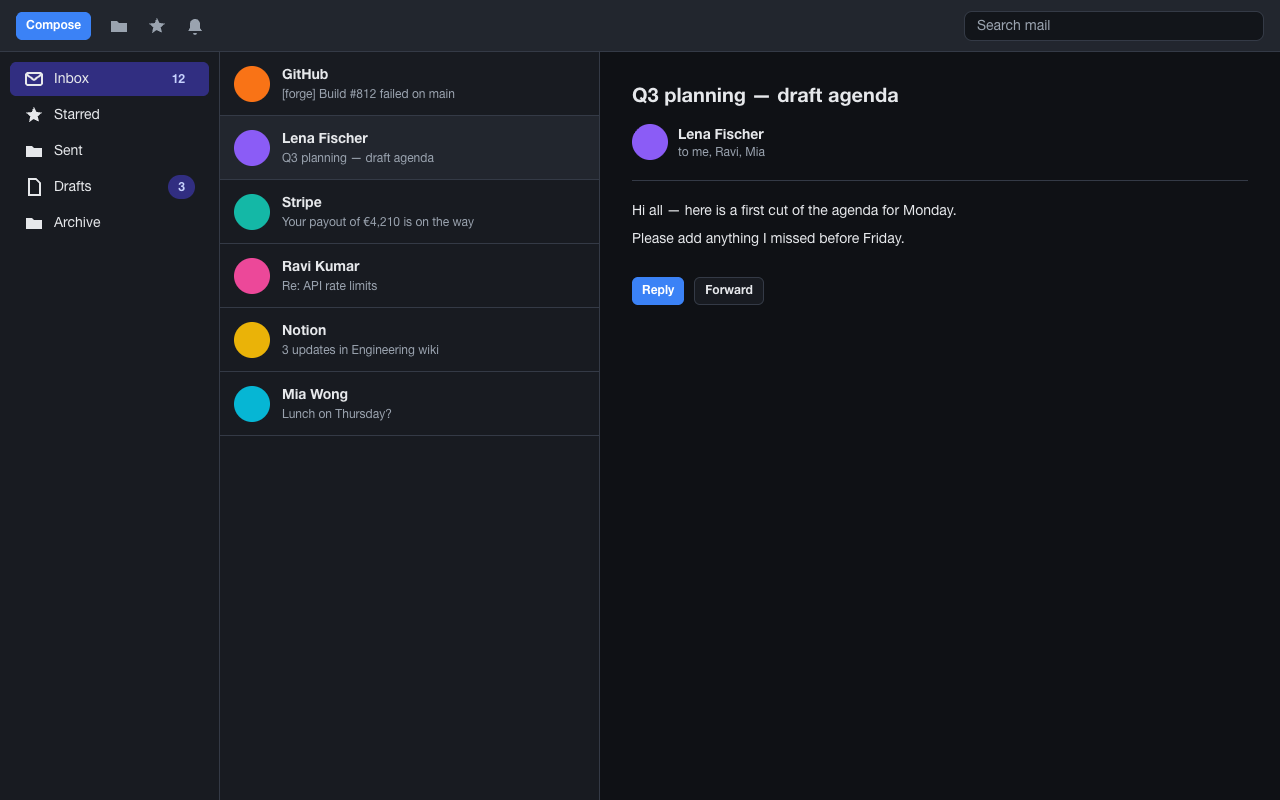 Compose
Search mail
Inbox 12
Starred
Sent
Drafts 3
Archive
GitHub
[forge] Build #812 failed on main
Lena Fischer
Q3 planning — draft agenda
Stripe
Your payout of €4,210 is on the way
Ravi Kumar
Re: API rate limits
Notion
3 updates in Engineering wiki
Mia Wong
Lunch on Thursday?
Q3 planning — draft agenda
Lena Fischer
to me, Ravi, Mia
Hi all — here is a first cut of the agenda for Monday.
Please add anything I missed before Friday.
Reply Forward